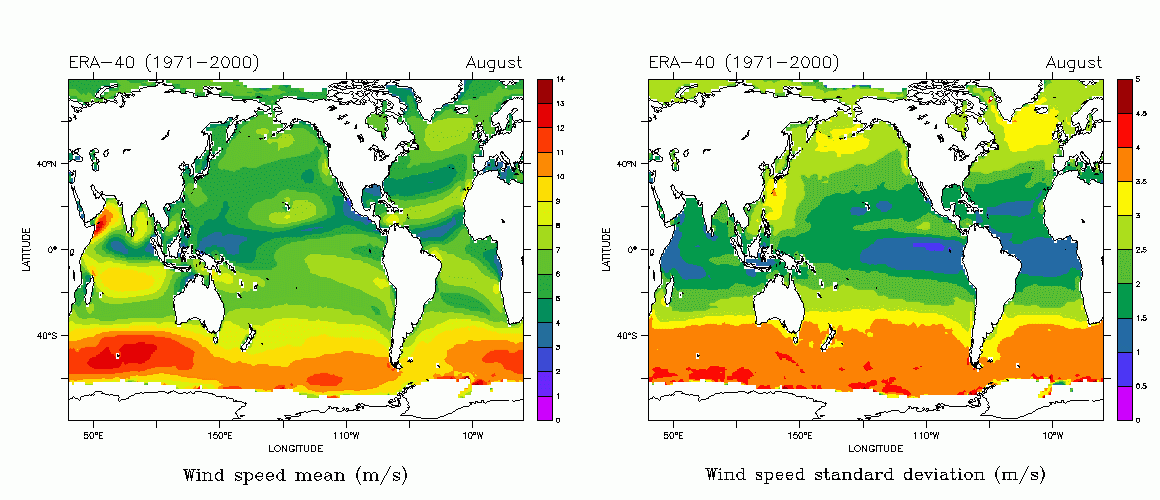 ERA-40 (1971-2000) August
14
13
12
11
10
9
8
7
6
5
4
3
2
1
0
40°N
0°
40°S
LATITUDE
50°E 150°E 110°W 10°W
LONGITUDE
Wind speed mean (m/s)
ERA-40 (1971-2000) August
5
4.5
4
3.5
3
2.5
2
1.5
1
0.5
0
40°N
0°
40°S
LATITUDE
50°E 150°E 110°W 10°W
LONGITUDE
Wind speed standard deviation (m/s)